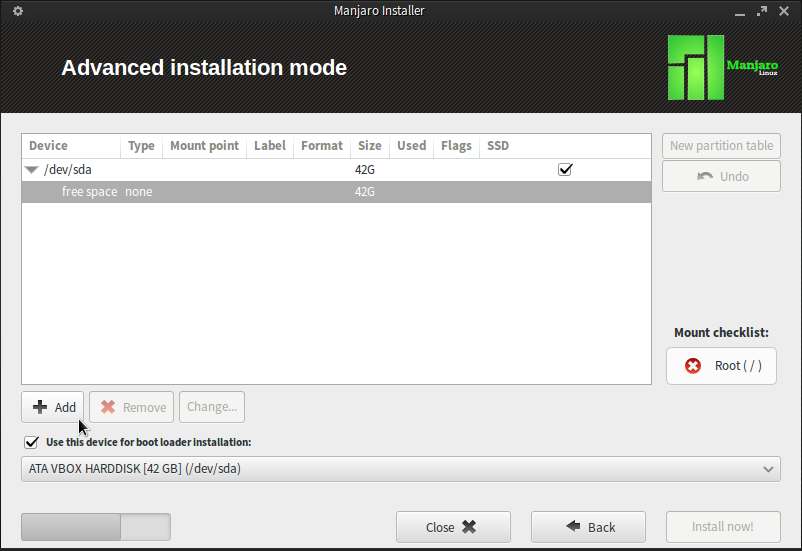 Manjaro Installer
Advanced installation mode
Manjaro
Linux
Device Type Mount point Label Format Size Used Flags SSD
/dev/sda 42G
free space none 42G
New partition table
Undo
Mount checklist:
Root ( / )
Add Remove Change...
Use this device for boot loader installation:
ATA VBOX HARDDISK [42 GB] (/dev/sda)
Close Back Install now!